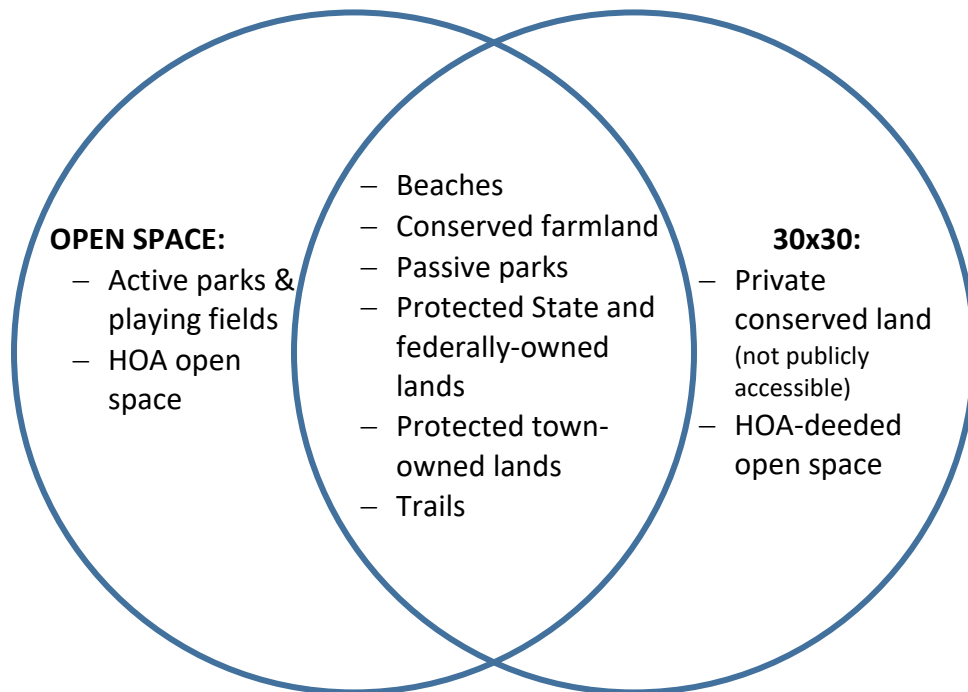 OPEN SPACE:
– Active parks &
playing fields
– HOA open
space
– Beaches
– Conserved farmland
– Passive parks
– Protected State and
federally-owned
lands
– Protected town-
owned lands
– Trails
30x30:
– Private
conserved land
(not publicly
accessible)
– HOA-deeded
open space